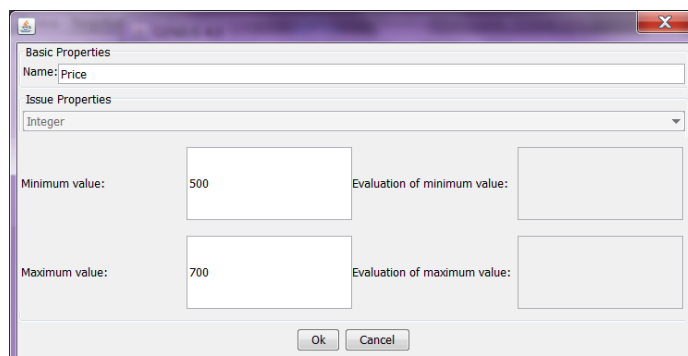 Basic Properties
Name: Price
Issue Properties
Integer
Minimum value: 500 Evaluation of minimum value:
Maximum value: 700 Evaluation of maximum value:
Ok Cancel